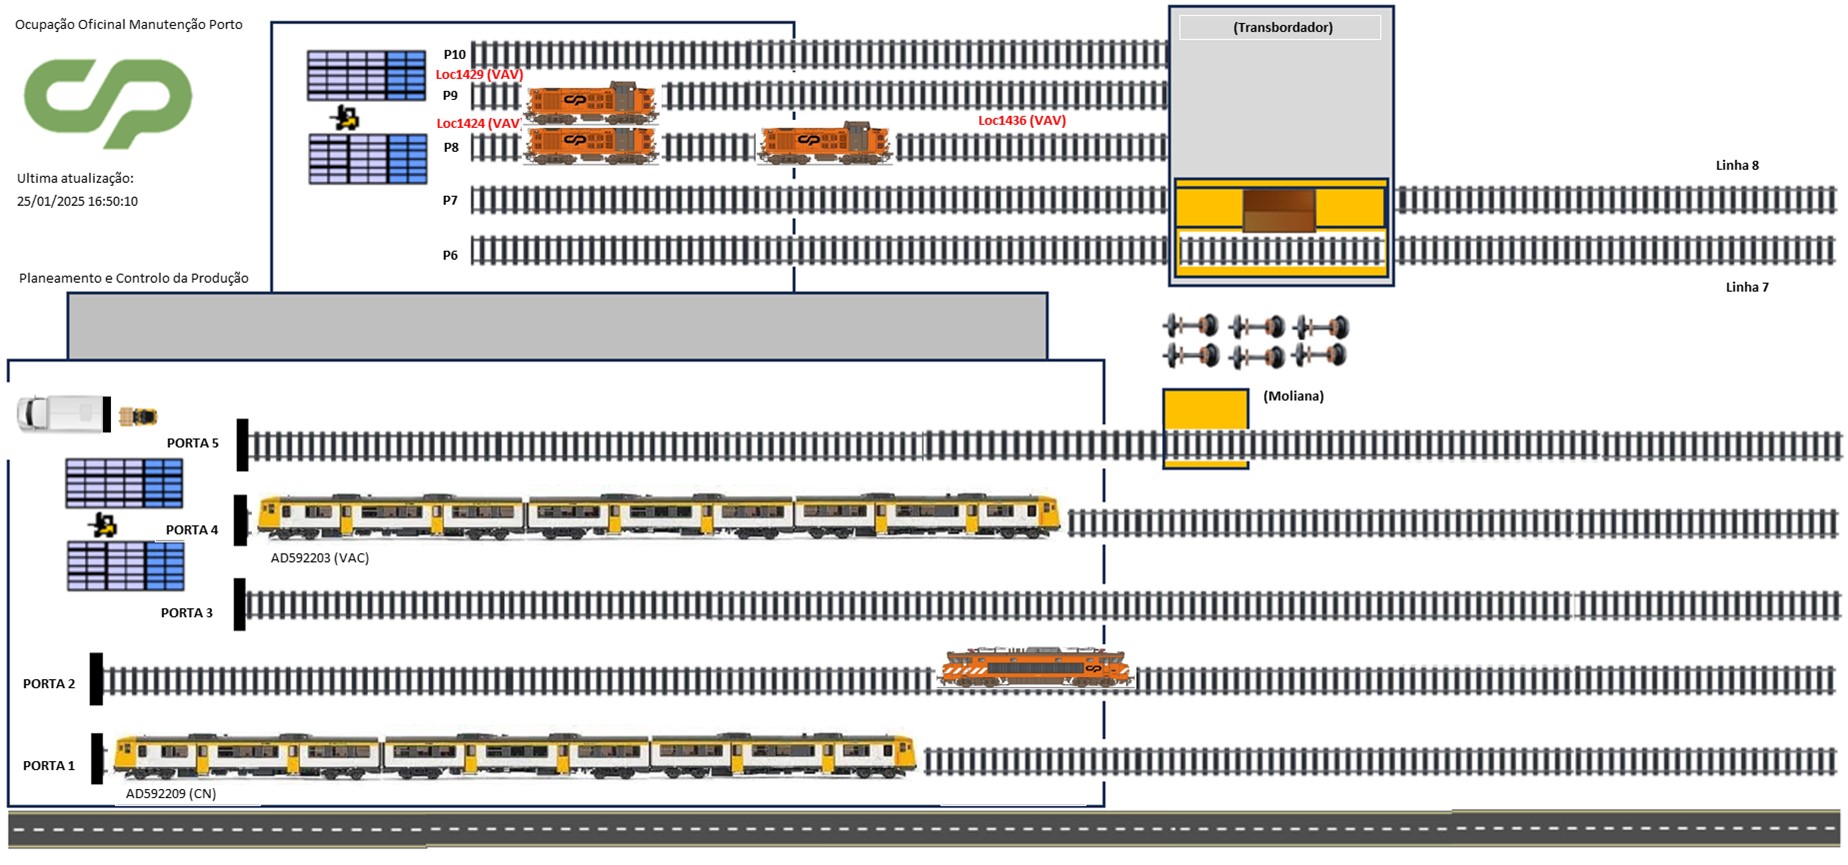 Ocupação Oficinal Manutenção Porto
CP
Ultima atualização:
25/01/2025 16:50:10
Planeamento e Controlo da Produção
P10
Loc1429 (VAV)
P9
Loc1424 (VAV)
Loc1436 (VAV)
P8
P7
P6
(Transbordador)
Linha 8
Linha 7
(Moliana)
PORTA 5
PORTA 4
AD592203 (VAC)
PORTA 3
PORTA 2
PORTA 1
AD592209 (CN)